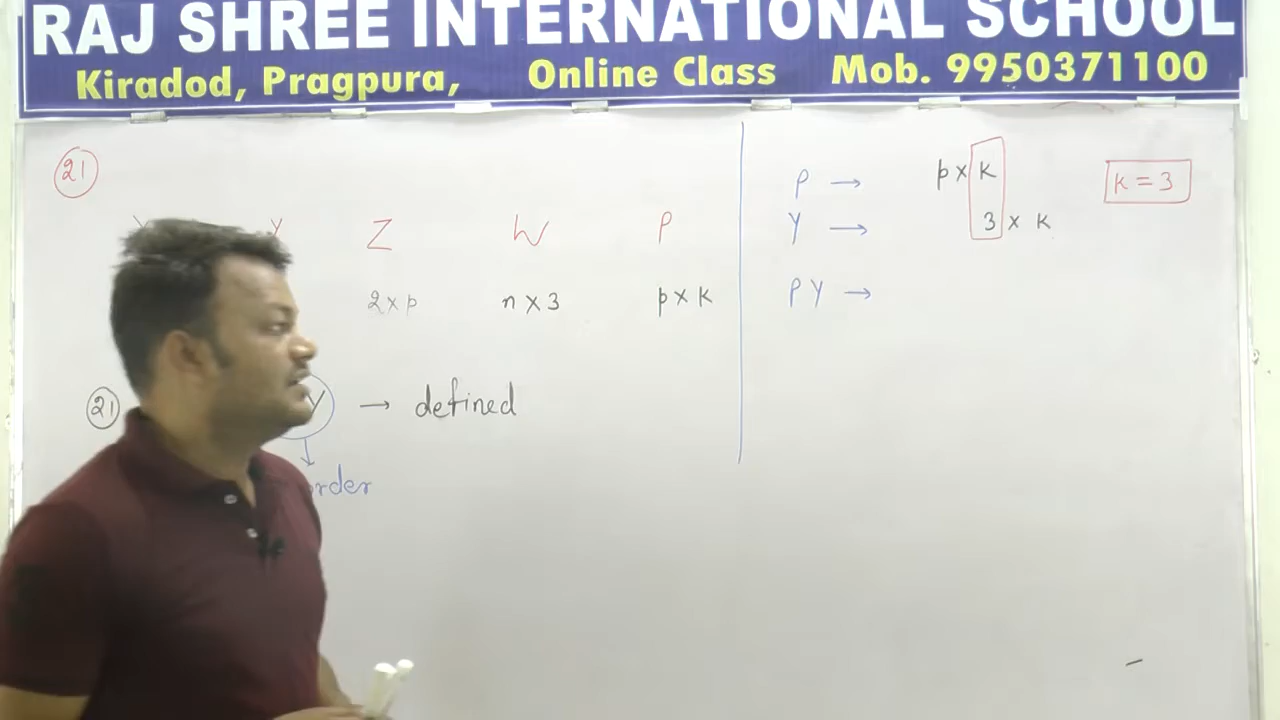 RAJ SHREE INTERNATIONAL SCHOOL
Kiradod, Pragpura, Online Class Mob. 9950371100
21
Z W P
2 x p n x 3 p x k
21 Y → defined
order
P → p x k
Y → 3 x k
k = 3
PY →